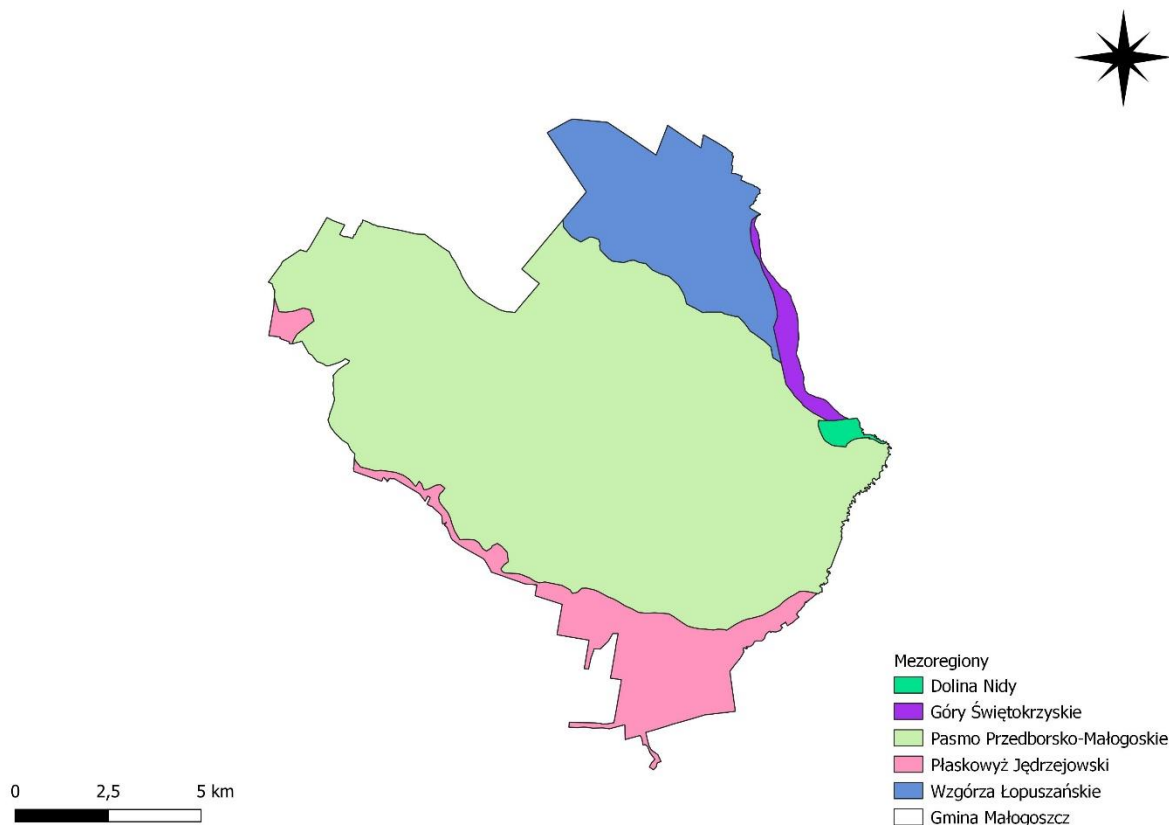 Mezoregiony
Dolina Nidy
Góry Świętokrzyskie
Pasmo Przedborsko-Małogoskie
Płaskowyż Jędrzejowski
Wzgórza Łopuszańskie
Gmina Małogoszcz
0 2,5 5 km